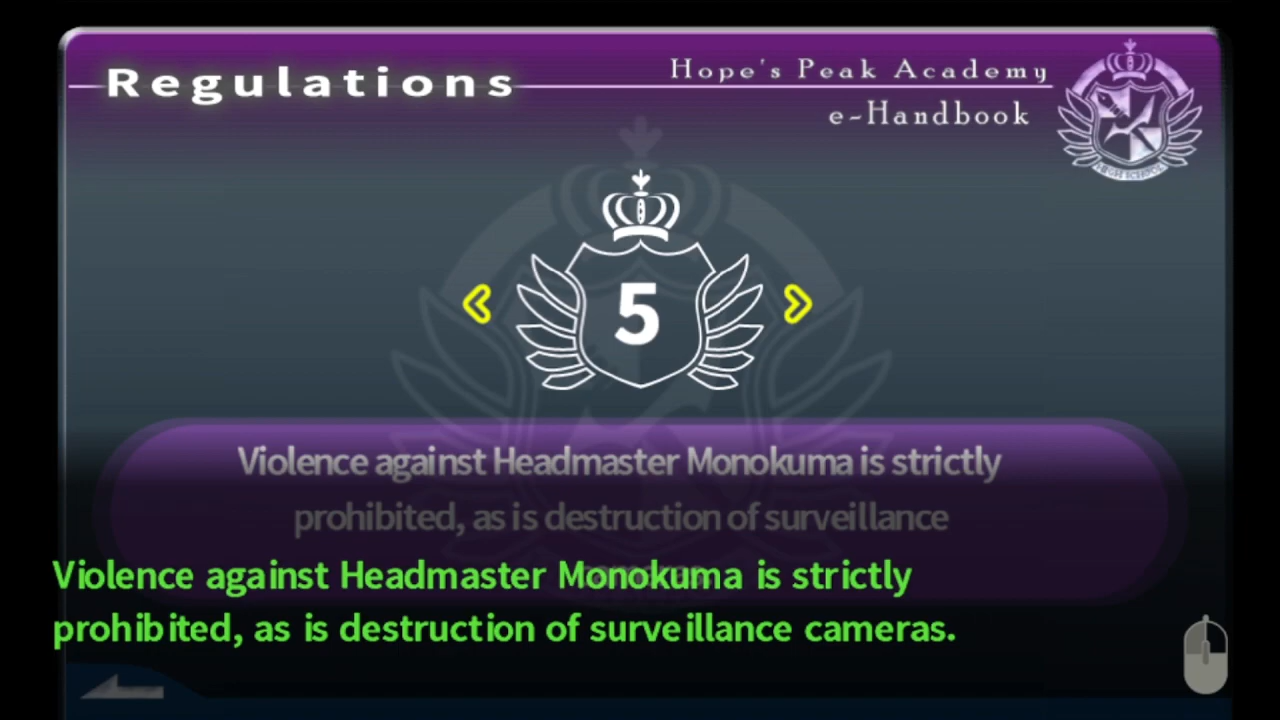 Regulations
Hope's Peak Academy
e-Handbook
5
Violence against Headmaster Monokuma is strictly
prohibited, as is destruction of surveillance
Violence against Headmaster Monokuma is strictly
prohibited, as is destruction of surveillance cameras.